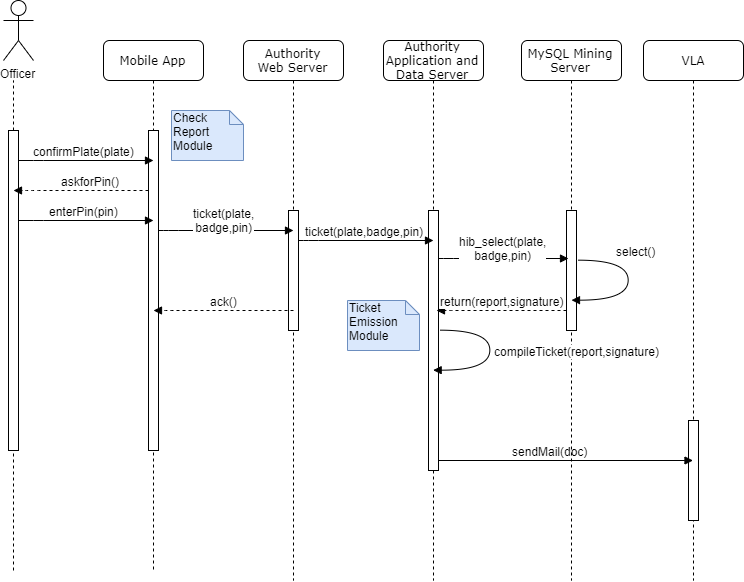 Officer
Mobile App
Authority
Web Server
Authority
Application and
Data Server
MySQL Mining
Server
VLA
Check
Report
Module
confirmPlate(plate)
askforPin()
enterPin(pin)
ticket(plate,
badge,pin)
ticket(plate,badge,pin)
hib_select(plate,
badge,pin)
select()
ack()
return(report,signature)
Ticket
Emission
Module
compileTicket(report,signature)
sendMail(doc)